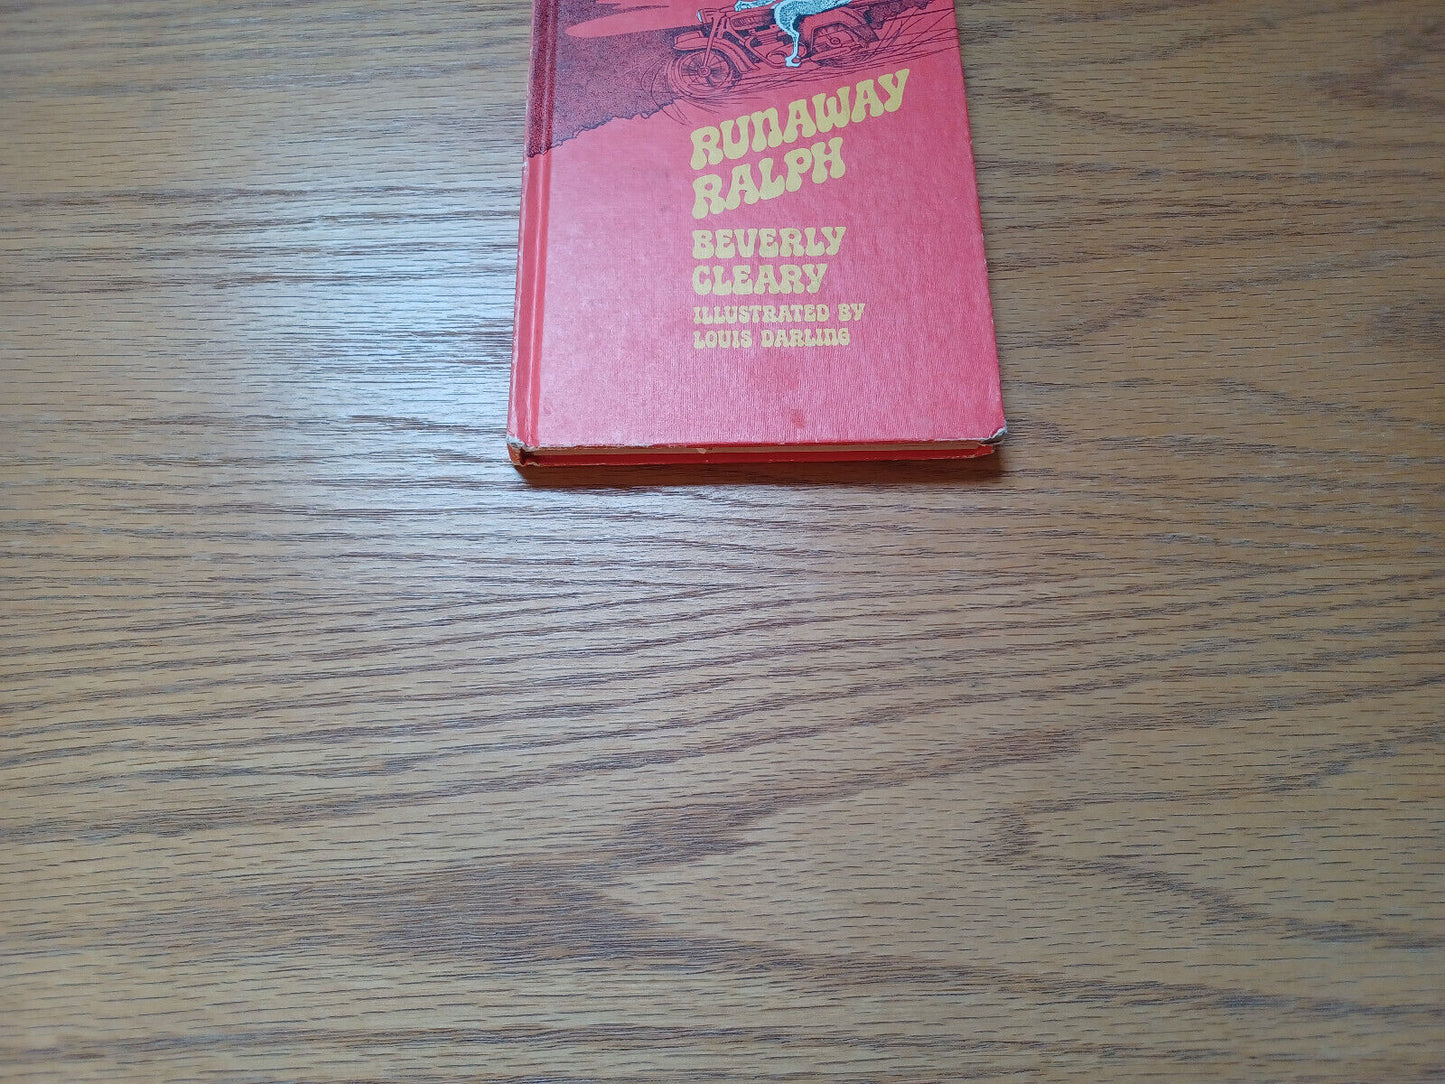 RUNAWAY
RALPH
BEVERLY
CLEARY
ILLUSTRATED BY
LOUIS DARLING